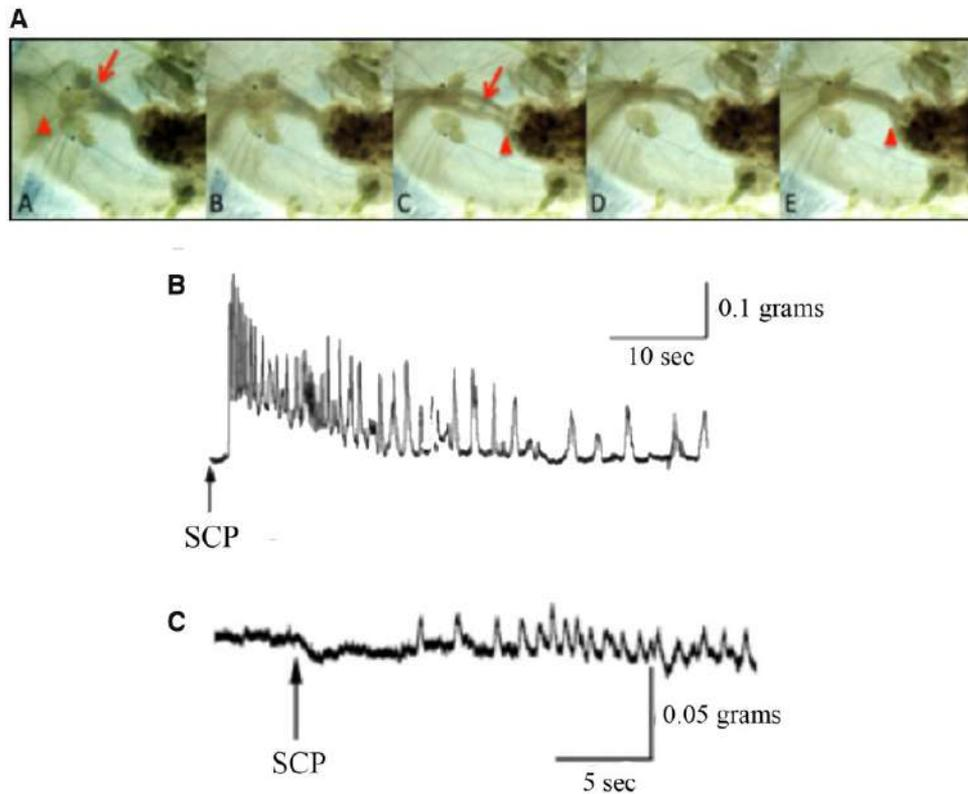 A
A B C D E
B
0.1 grams
10 sec
SCP
C
0.05 grams
SCP
5 sec